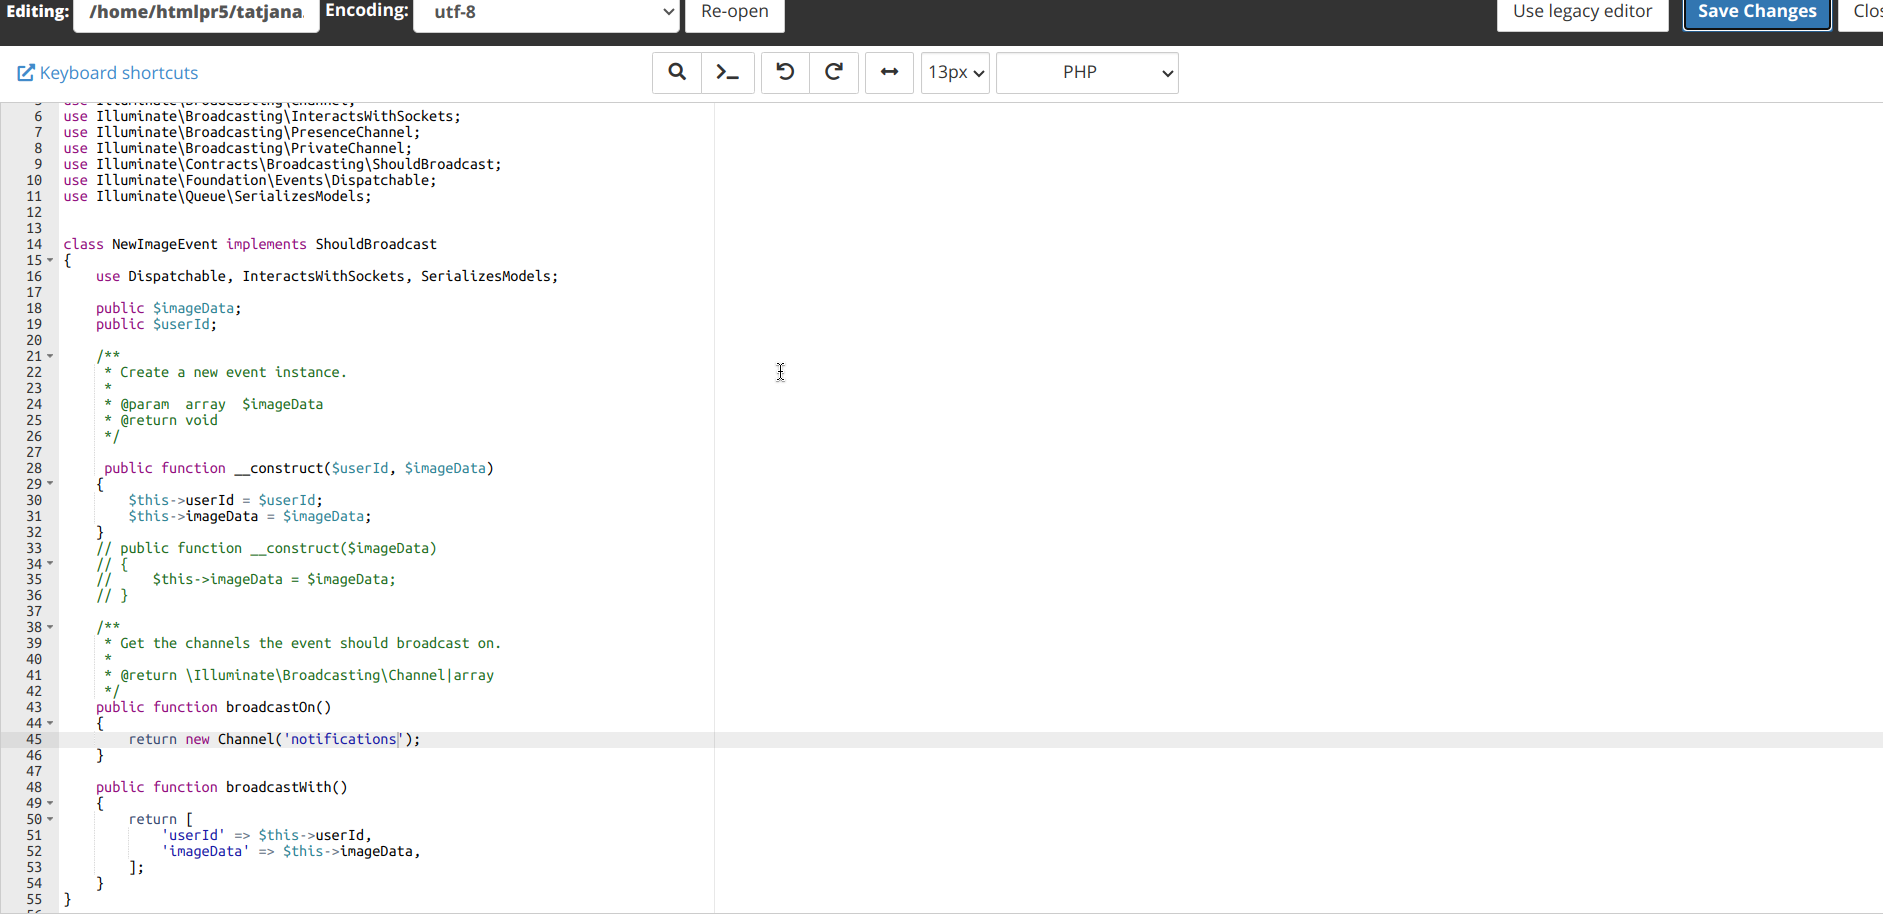 Editing: /home/htmlpr5/tatjana. Encoding: utf-8 Re-open Use legacy editor Save Changes Clo
Keyboard shortcuts 13px PHP
5 use Illuminate\Broadcasting\Channel;
6 use Illuminate\Broadcasting\InteractsWithSockets;
7 use Illuminate\Broadcasting\PresenceChannel;
8 use Illuminate\Broadcasting\PrivateChannel;
9 use Illuminate\Contracts\Broadcasting\ShouldBroadcast;
10 use Illuminate\Foundation\Events\Dispatchable;
11 use Illuminate\Queue\SerializesModels;
12
13
14 class NewImageEvent implements ShouldBroadcast
15 {
16     use Dispatchable, InteractsWithSockets, SerializesModels;
17
18     public $imageData;
19     public $userId;
20
21     /**
22      * Create a new event instance.
23      *
24      * @param  array  $imageData
25      * @return void
26      */
27
28      public function __construct($userId, $imageData)
29     {
30         $this->userId = $userId;
31         $this->imageData = $imageData;
32     }
33     // public function __construct($imageData)
34     // {
35     //     $this->imageData = $imageData;
36     // }
37
38     /**
39      * Get the channels the event should broadcast on.
40      *
41      * @return \Illuminate\Broadcasting\Channel|array
42      */
43     public function broadcastOn()
44     {
45         return new Channel('notifications');
46     }
47
48     public function broadcastWith()
49     {
50         return [
51             'userId' => $this->userId,
52             'imageData' => $this->imageData,
53         ];
54     }
55 }
56